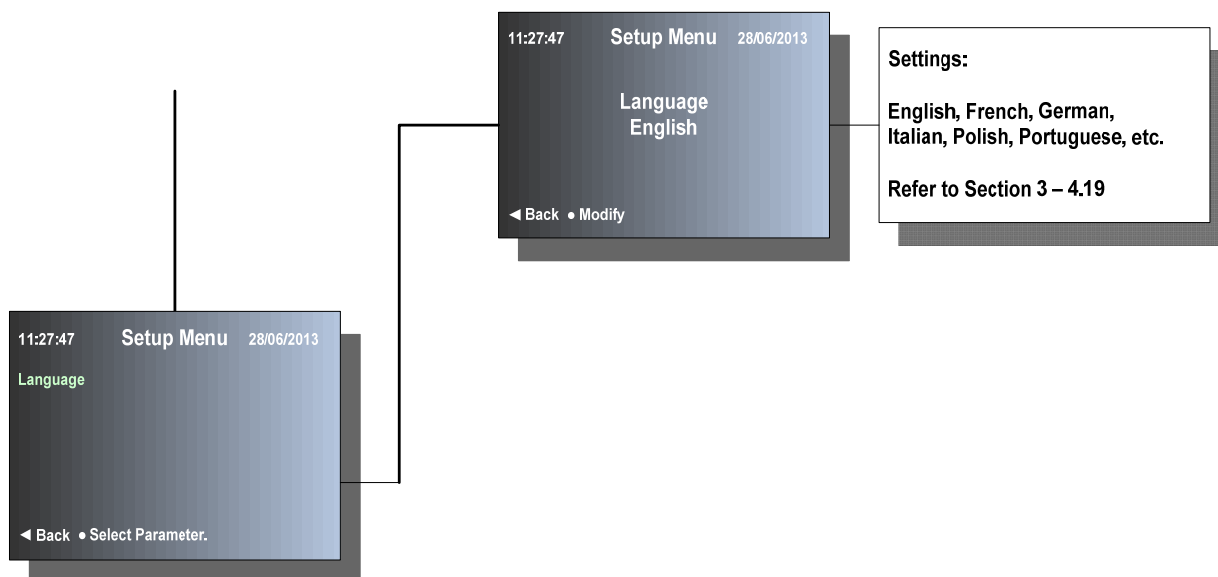 11:27:47 Setup Menu 28/06/2013
Language
English
◄ Back ● Modify
Settings:
English, French, German,
Italian, Polish, Portuguese, etc.
Refer to Section 3 – 4.19
11:27:47 Setup Menu 28/06/2013
Language
◄ Back ● Select Parameter.